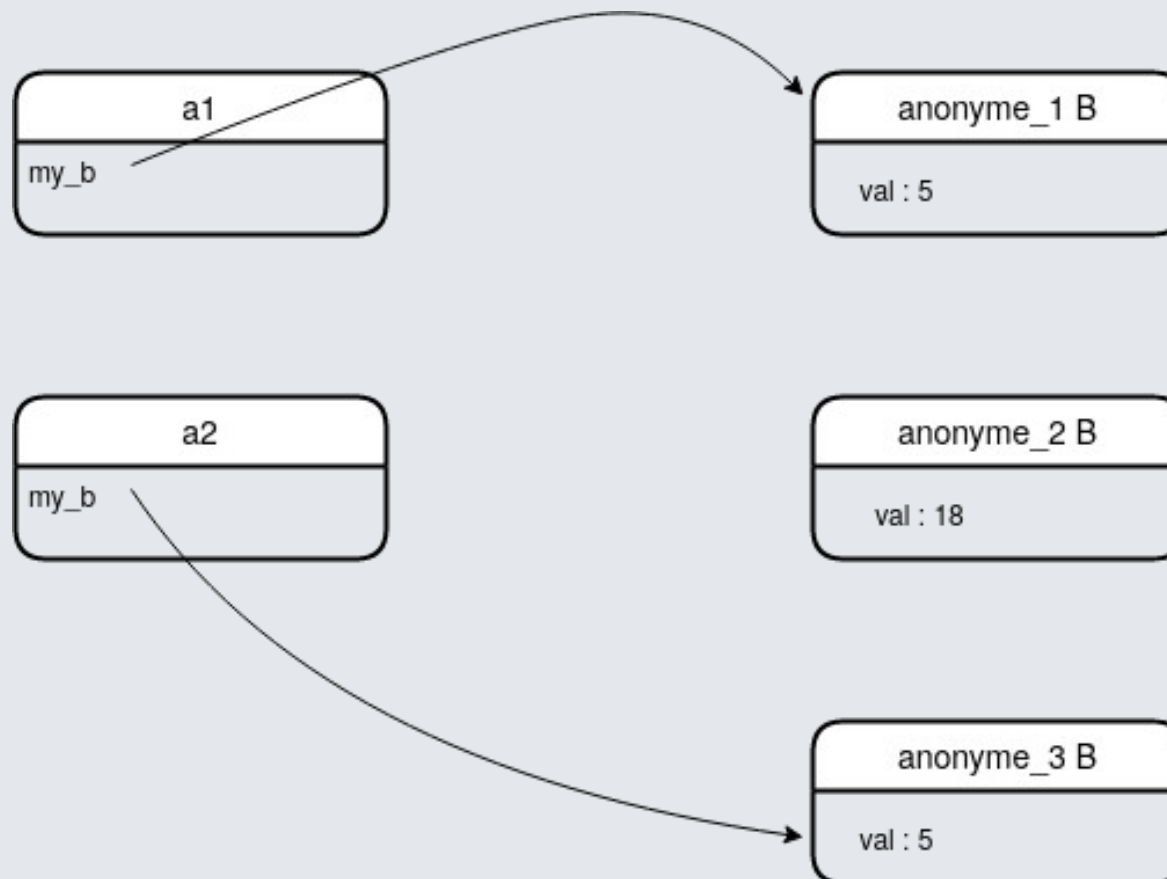 a1
my_b
anonyme_1 B
val : 5
a2
my_b
anonyme_2 B
val : 18
anonyme_3 B
val : 5